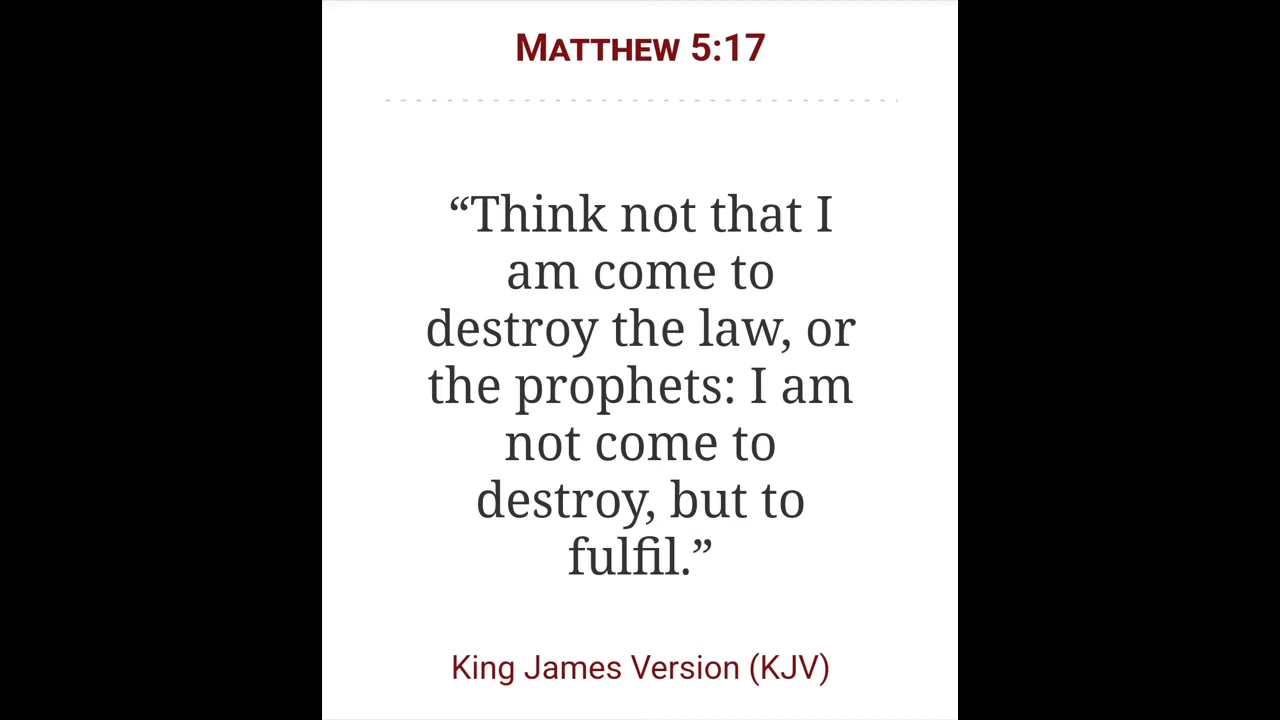 MATTHEW 5:17
“Think not that I
am come to
destroy the law, or
the prophets: I am
not come to
destroy, but to
fulfil.”
King James Version (KJV)